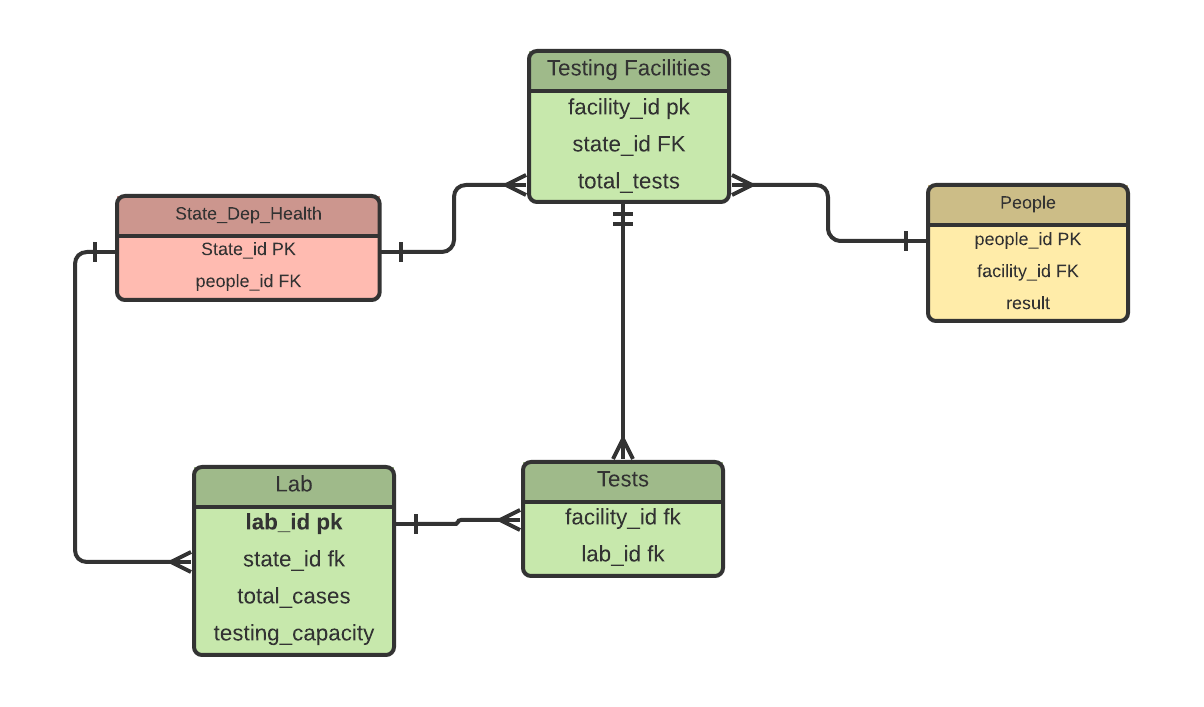 Testing Facilities
facility_id pk
state_id FK
total_tests
State_Dep_Health
State_id PK
people_id FK
People
people_id PK
facility_id FK
result
Lab
lab_id pk
state_id fk
total_cases
testing_capacity
Tests
facility_id fk
lab_id fk